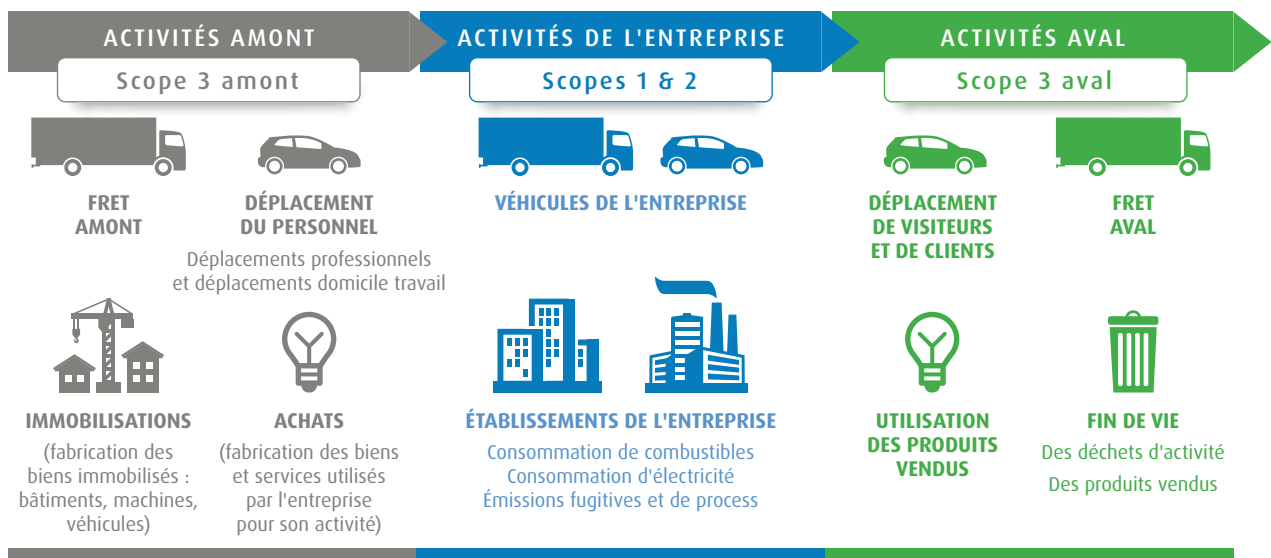 ACTIVITÉS AMONT
Scope 3 amont
FRET
AMONT
DÉPLACEMENT
DU PERSONNEL
Déplacements professionnels
et déplacements domicile travail
IMMOBILISATIONS
(fabrication des
biens immobilisés :
bâtiments, machines,
véhicules)
ACHATS
(fabrication des biens
et services utilisés
par l'entreprise
pour son activité)
ACTIVITÉS DE L'ENTREPRISE
Scopes 1 & 2
VÉHICULES DE L'ENTREPRISE
ÉTABLISSEMENTS DE L'ENTREPRISE
Consommation de combustibles
Consommation d'électricité
Émissions fugitives et de process
ACTIVITÉS AVAL
Scope 3 aval
DÉPLACEMENT
DE VISITEURS
ET DE CLIENTS
FRET
AVAL
UTILISATION
DES PRODUITS
VENDUS
FIN DE VIE
Des déchets d'activité
Des produits vendus